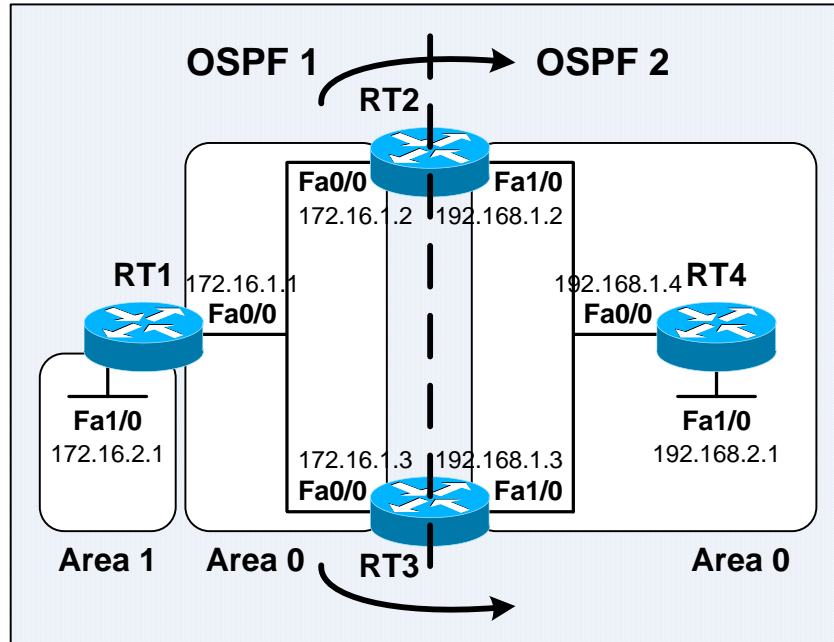 OSPF 1
OSPF 2
RT2
Fa0/0
Fa1/0
172.16.1.2
192.168.1.2
RT1
172.16.1.1
Fa0/0
192.168.1.4
RT4
Fa0/0
Fa1/0
172.16.2.1
Fa1/0
192.168.2.1
172.16.1.3
192.168.1.3
Fa0/0
Fa1/0
Area 1
Area 0
RT3
Area 0